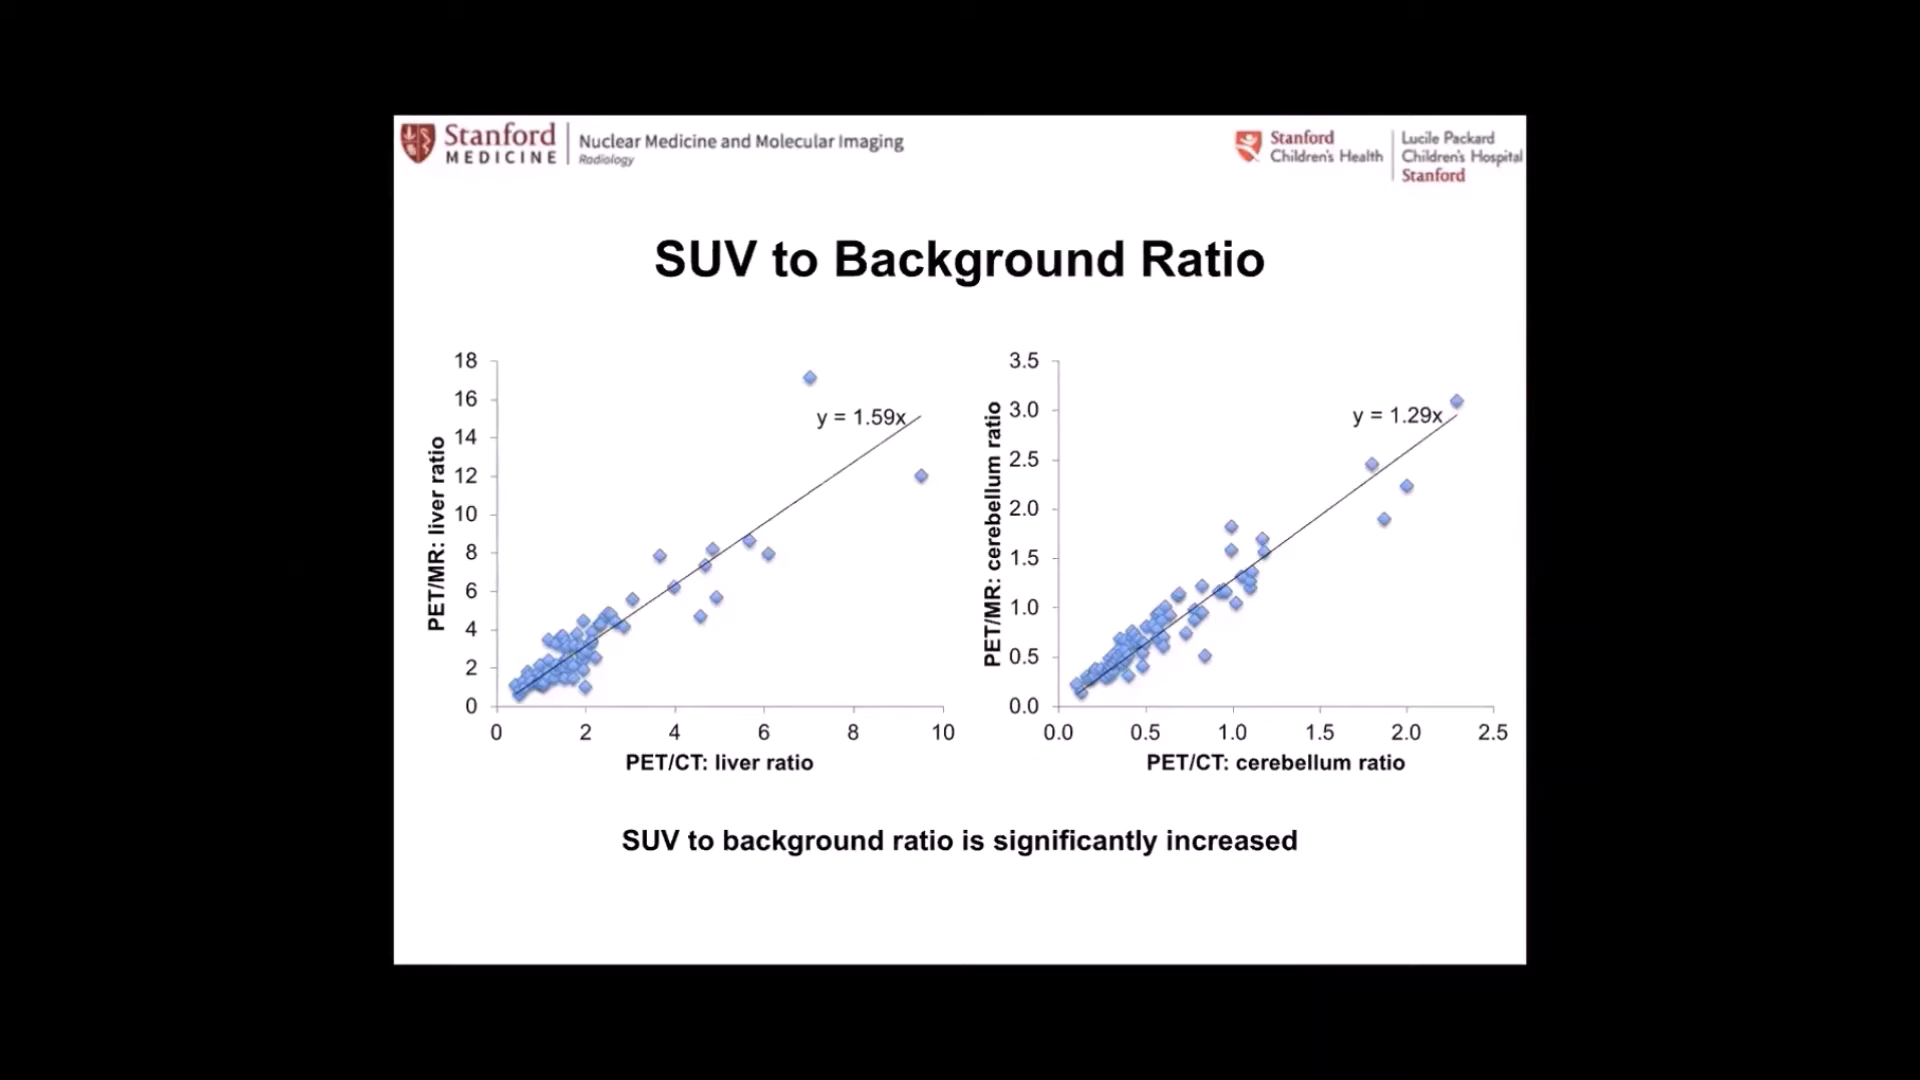 Stanford
MEDICINE
Nuclear Medicine and Molecular Imaging
Radiology
Stanford
Children's Health
Lucile Packard
Children's Hospital
Stanford
SUV to Background Ratio
18
16
14
12
10
8
6
4
2
0
PET/MR: liver ratio
y = 1.59x
0 2 4 6 8 10
PET/CT: liver ratio
3.5
3.0
2.5
2.0
1.5
1.0
0.5
0.0
PET/MR: cerebellum ratio
y = 1.29x
0.0 0.5 1.0 1.5 2.0 2.5
PET/CT: cerebellum ratio
SUV to background ratio is significantly increased